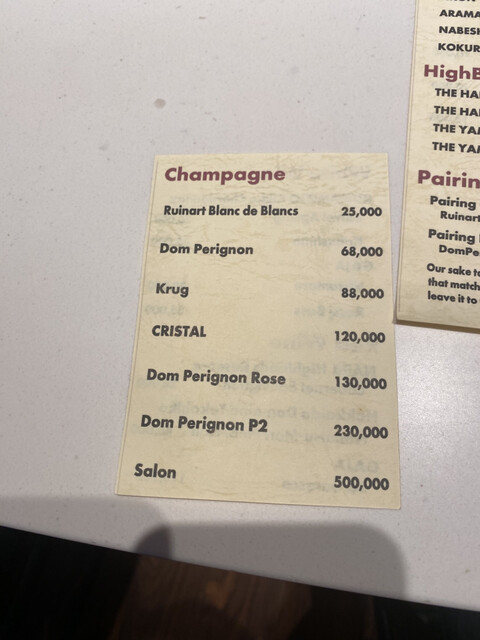 Champagne
Ruinart Blanc de Blancs 25,000
Dom Perignon 68,000
Krug 88,000
CRISTAL 120,000
Dom Perignon Rose 130,000
Dom Perignon P2 230,000
Salon 500,000
ARAMA
NABESH
KOKUR
HighB
THE HA
THE HA
THE YA
THE YA
Pairin
Pairing
Ruinart
Pairing
DomPe
Our sake to
that match
leave it to